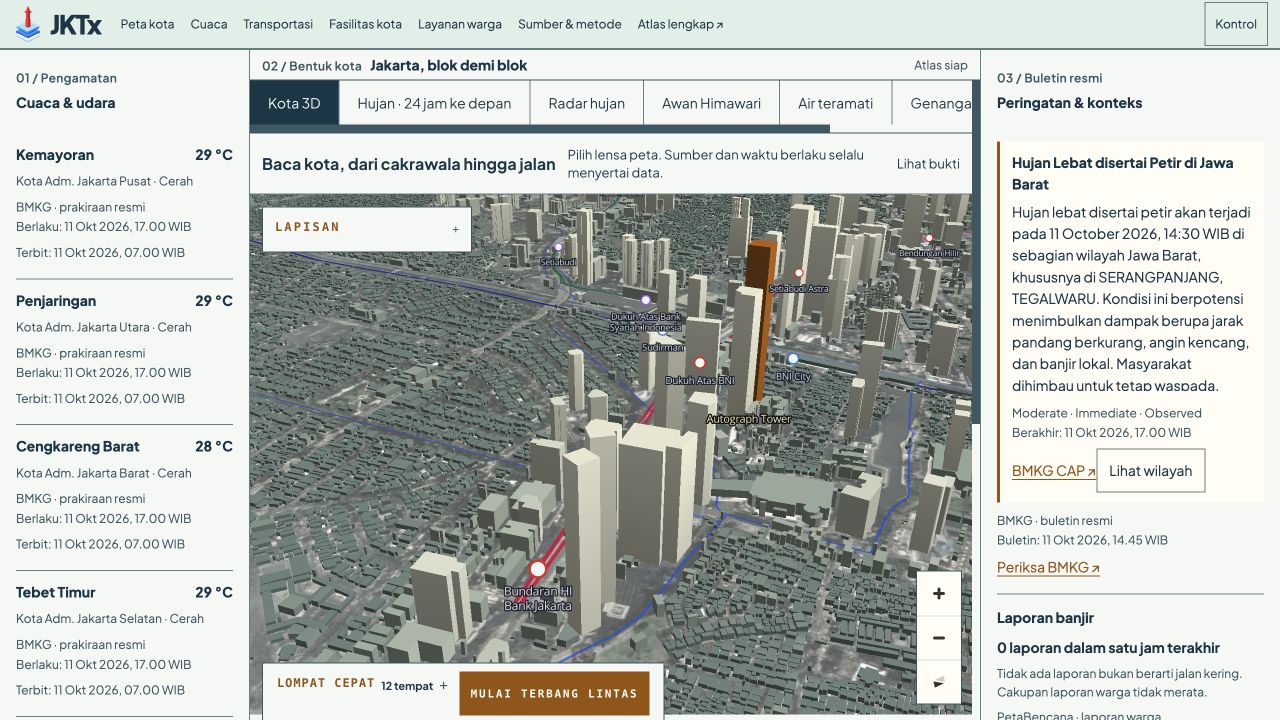 JKTx
Peta kota
Cuaca
Transportasi
Fasilitas kota
Layanan warga
Sumber & metode
Atlas lengkap ↗
Kontrol
01 / Pengamatan
Cuaca & udara
Kemayoran 29 °C
Kota Adm. Jakarta Pusat · Cerah
BMKG · prakiraan resmi
Berlaku: 11 Okt 2026, 17.00 WIB
Terbit: 11 Okt 2026, 07.00 WIB
Penjaringan 29 °C
Kota Adm. Jakarta Utara · Cerah
BMKG · prakiraan resmi
Berlaku: 11 Okt 2026, 17.00 WIB
Terbit: 11 Okt 2026, 07.00 WIB
Cengkareng Barat 28 °C
Kota Adm. Jakarta Barat · Cerah
BMKG · prakiraan resmi
Berlaku: 11 Okt 2026, 17.00 WIB
Terbit: 11 Okt 2026, 07.00 WIB
Tebet Timur 29 °C
Kota Adm. Jakarta Selatan · Cerah
BMKG · prakiraan resmi
Berlaku: 11 Okt 2026, 17.00 WIB
Terbit: 11 Okt 2026, 07.00 WIB
02 / Bentuk kota Jakarta, blok demi blok
Atlas siap
Kota 3D
Hujan · 24 jam ke depan
Radar hujan
Awan Himawari
Air teramati
Genanga
Baca kota, dari cakrawala hingga jalan
Pilih lensa peta. Sumber dan waktu berlaku selalu
menyertai data.
Lihat bukti
LAPISAN +
Setiabudi
Bendungan Hilir
Setiabudi Astra
Dukuh Atas Bank
Syariah Indonesia
Sudirman
Dukuh Atas BNI
BNI City
Autograph Tower
Bundaran HI
Bank Jakarta
LOMPAT CEPAT 12 tempat +
MULAI TERBANG LINTAS
03 / Buletin resmi
Peringatan & konteks
Hujan Lebat disertai Petir di Jawa
Barat
Hujan lebat disertai petir akan terjadi
pada 11 October 2026, 14:30 WIB di
sebagian wilayah Jawa Barat,
khususnya di SERANGPANJANG,
TEGALWARU. Kondisi ini berpotensi
menimbulkan dampak berupa jarak
pandang berkurang, angin kencang,
dan banjir lokal. Masyarakat
dihimbau untuk tetap waspada.
Moderate · Immediate · Observed
Berakhir: 11 Okt 2026, 17.00 WIB
BMKG CAP ↗
Lihat wilayah
BMKG · buletin resmi
Buletin: 11 Okt 2026, 14.45 WIB
Periksa BMKG ↗
Laporan banjir
0 laporan dalam satu jam terakhir
Tidak ada laporan bukan berarti jalan kering.
Cakupan laporan warga tidak merata.
PetaBencana · laporan warga